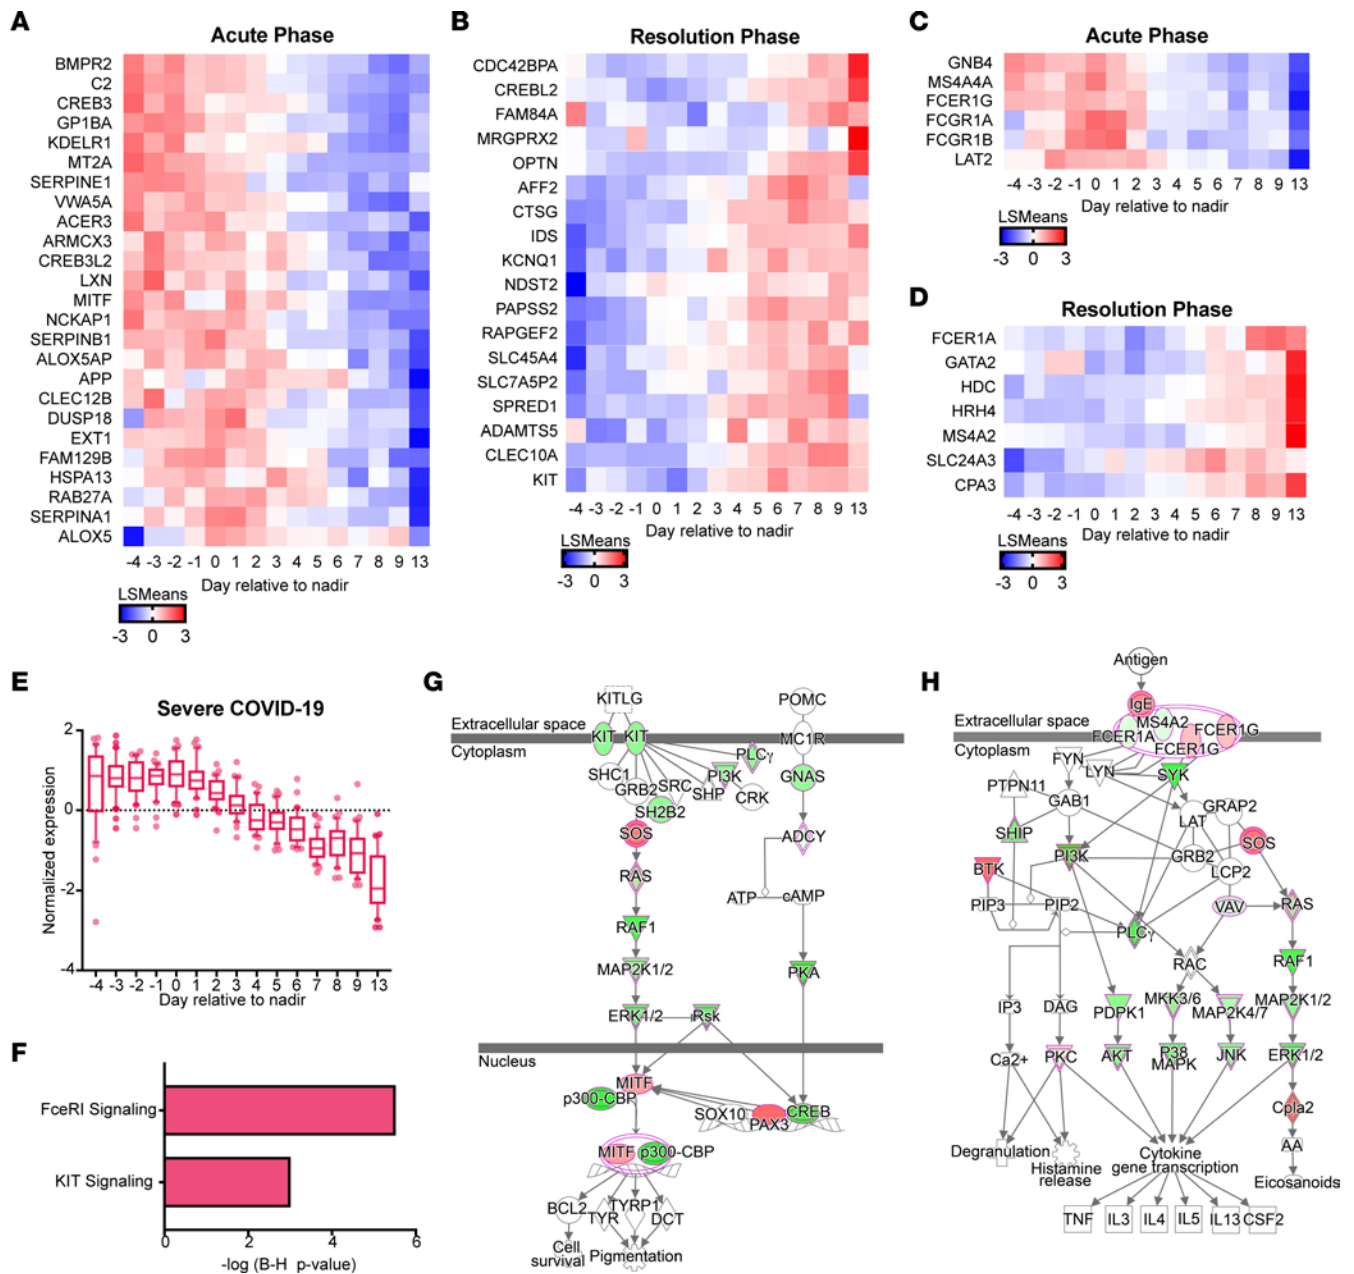 A
Acute Phase
BMPR2
C2
CREB3
GP1BA
KDELR1
MT2A
SERPINE1
VWA5A
ACER3
ARMCX3
CREB3L2
LXN
MITF
NCKAP1
SERPINB1
ALOX5AP
APP
CLEC12B
DUSP18
EXT1
FAM129B
HSPA13
RAB27A
SERPINA1
ALOX5
-4 -3 -2 -1 0 1 2 3 4 5 6 7 8 9 13
Day relative to nadir
LSMeans
-3 0 3
B
Resolution Phase
CDC42BPA
CREBL2
FAM84A
MRGPRX2
OPTN
AFF2
CTSG
IDS
KCNQ1
NDST2
PAPSS2
RAPGEF2
SLC45A4
SLC7A5P2
SPRED1
ADAMTS5
CLEC10A
KIT
-4 -3 -2 -1 0 1 2 3 4 5 6 7 8 9 13
Day relative to nadir
LSMeans
-3 0 3
C
Acute Phase
GNB4
MS4A4A
FCER1G
FCGR1A
FCGR1B
LAT2
-4 -3 -2 -1 0 1 2 3 4 5 6 7 8 9 13
Day relative to nadir
LSMeans
-3 0 3
D
Resolution Phase
FCER1A
GATA2
HDC
HRH4
MS4A2
SLC24A3
CPA3
-4 -3 -2 -1 0 1 2 3 4 5 6 7 8 9 13
Day relative to nadir
LSMeans
-3 0 3
E
Severe COVID-19
Normalized expression
2
0
-2
-4
-4 -3 -2 -1 0 1 2 3 4 5 6 7 8 9 13
Day relative to nadir
F
FceRI Signaling
KIT Signaling
0 2 4 6
-log (B-H p-value)
G
KITLG
POMC
Extracellular space
Cytoplasm
KIT
KIT
PLCγ
MC1R
SHC1
GRB2
SRC
SHP
PI3K
CRK
GNAS
SH2B2
SOS
ADCY
RAS
ATP
cAMP
RAF1
MAP2K1/2
PKA
ERK1/2
Rsk
Nucleus
MITF
p300-CBP
SOX10
PAX3
CREB
MITF
p300-CBP
BCL2
TYR
TYRP1
DCT
Cell
survival
Pigmentation
H
Antigen
IgE
Extracellular space
Cytoplasm
MS4A2
FCER1A
FCER1G
FCER1G
FYN
LYN
SYK
PTPN11
GAB1
LAT
GRAP2
SHIP
SOS
PI3K
GRB2
LCP2
BTK
PIP3
PIP2
VAV
RAS
PLCγ
RAC
RAF1
IP3
DAG
PDPK1
MKK3/6
MAP2K4/7
MAP2K1/2
Ca2+
PKC
AKT
P38
MAPK
JNK
ERK1/2
Cpla2
Degranulation
Histamine
release
Cytokine
gene transcription
AA
Eicosanoids
TNF
IL3
IL4
IL5
IL13
CSF2